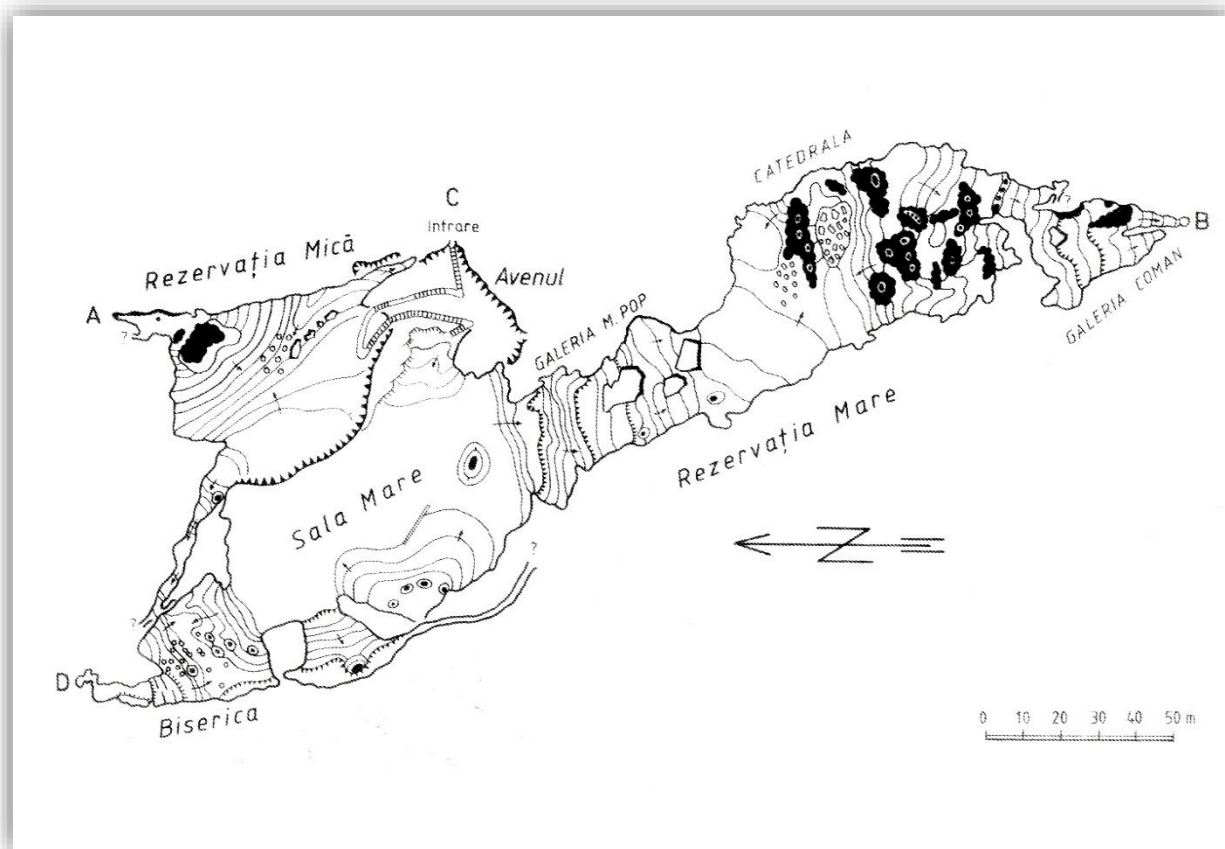 CATEDRALA
C
Intrare
Rezervația Mică
Avenul
B
A
?
?
GALERIA COMAN
GALERIA M. POP
Rezervația Mare
Sala Mare
N
?
?
D
Biserica
0 10 20 30 40 50 m